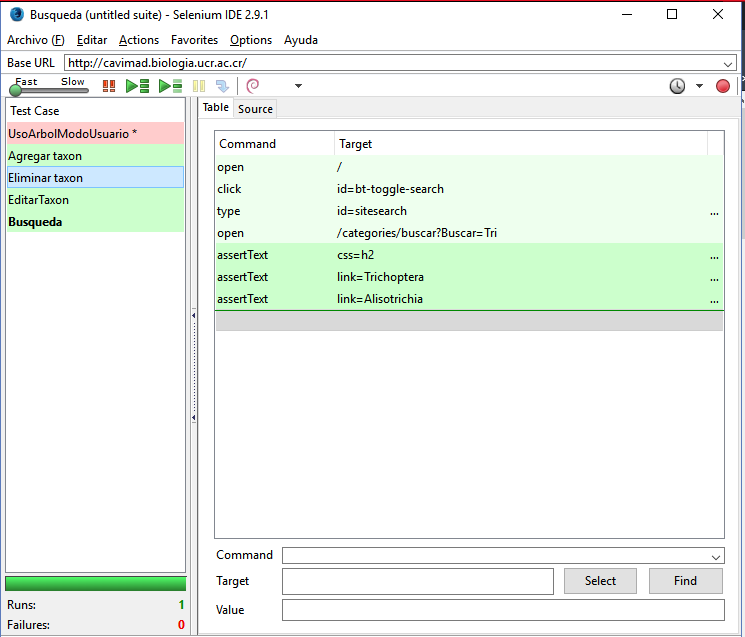 Busqueda (untitled suite) - Selenium IDE 2.9.1
Archivo (F) Editar Actions Favorites Options Ayuda
Base URL http://cavimad.biologia.ucr.ac.cr/
Fast Slow
Test Case
UsoArbolModoUsuario *
Agregar taxon
Eliminar taxon
EditarTaxon
Busqueda
Table Source
Command Target
open /
click id=bt-toggle-search
type id=sitesearch ...
open /categories/buscar?Buscar=Tri
assertText css=h2 ...
assertText link=Trichoptera ...
assertText link=Alisotrichia ...
Command
Target Select Find
Value
Runs: 1
Failures: 0